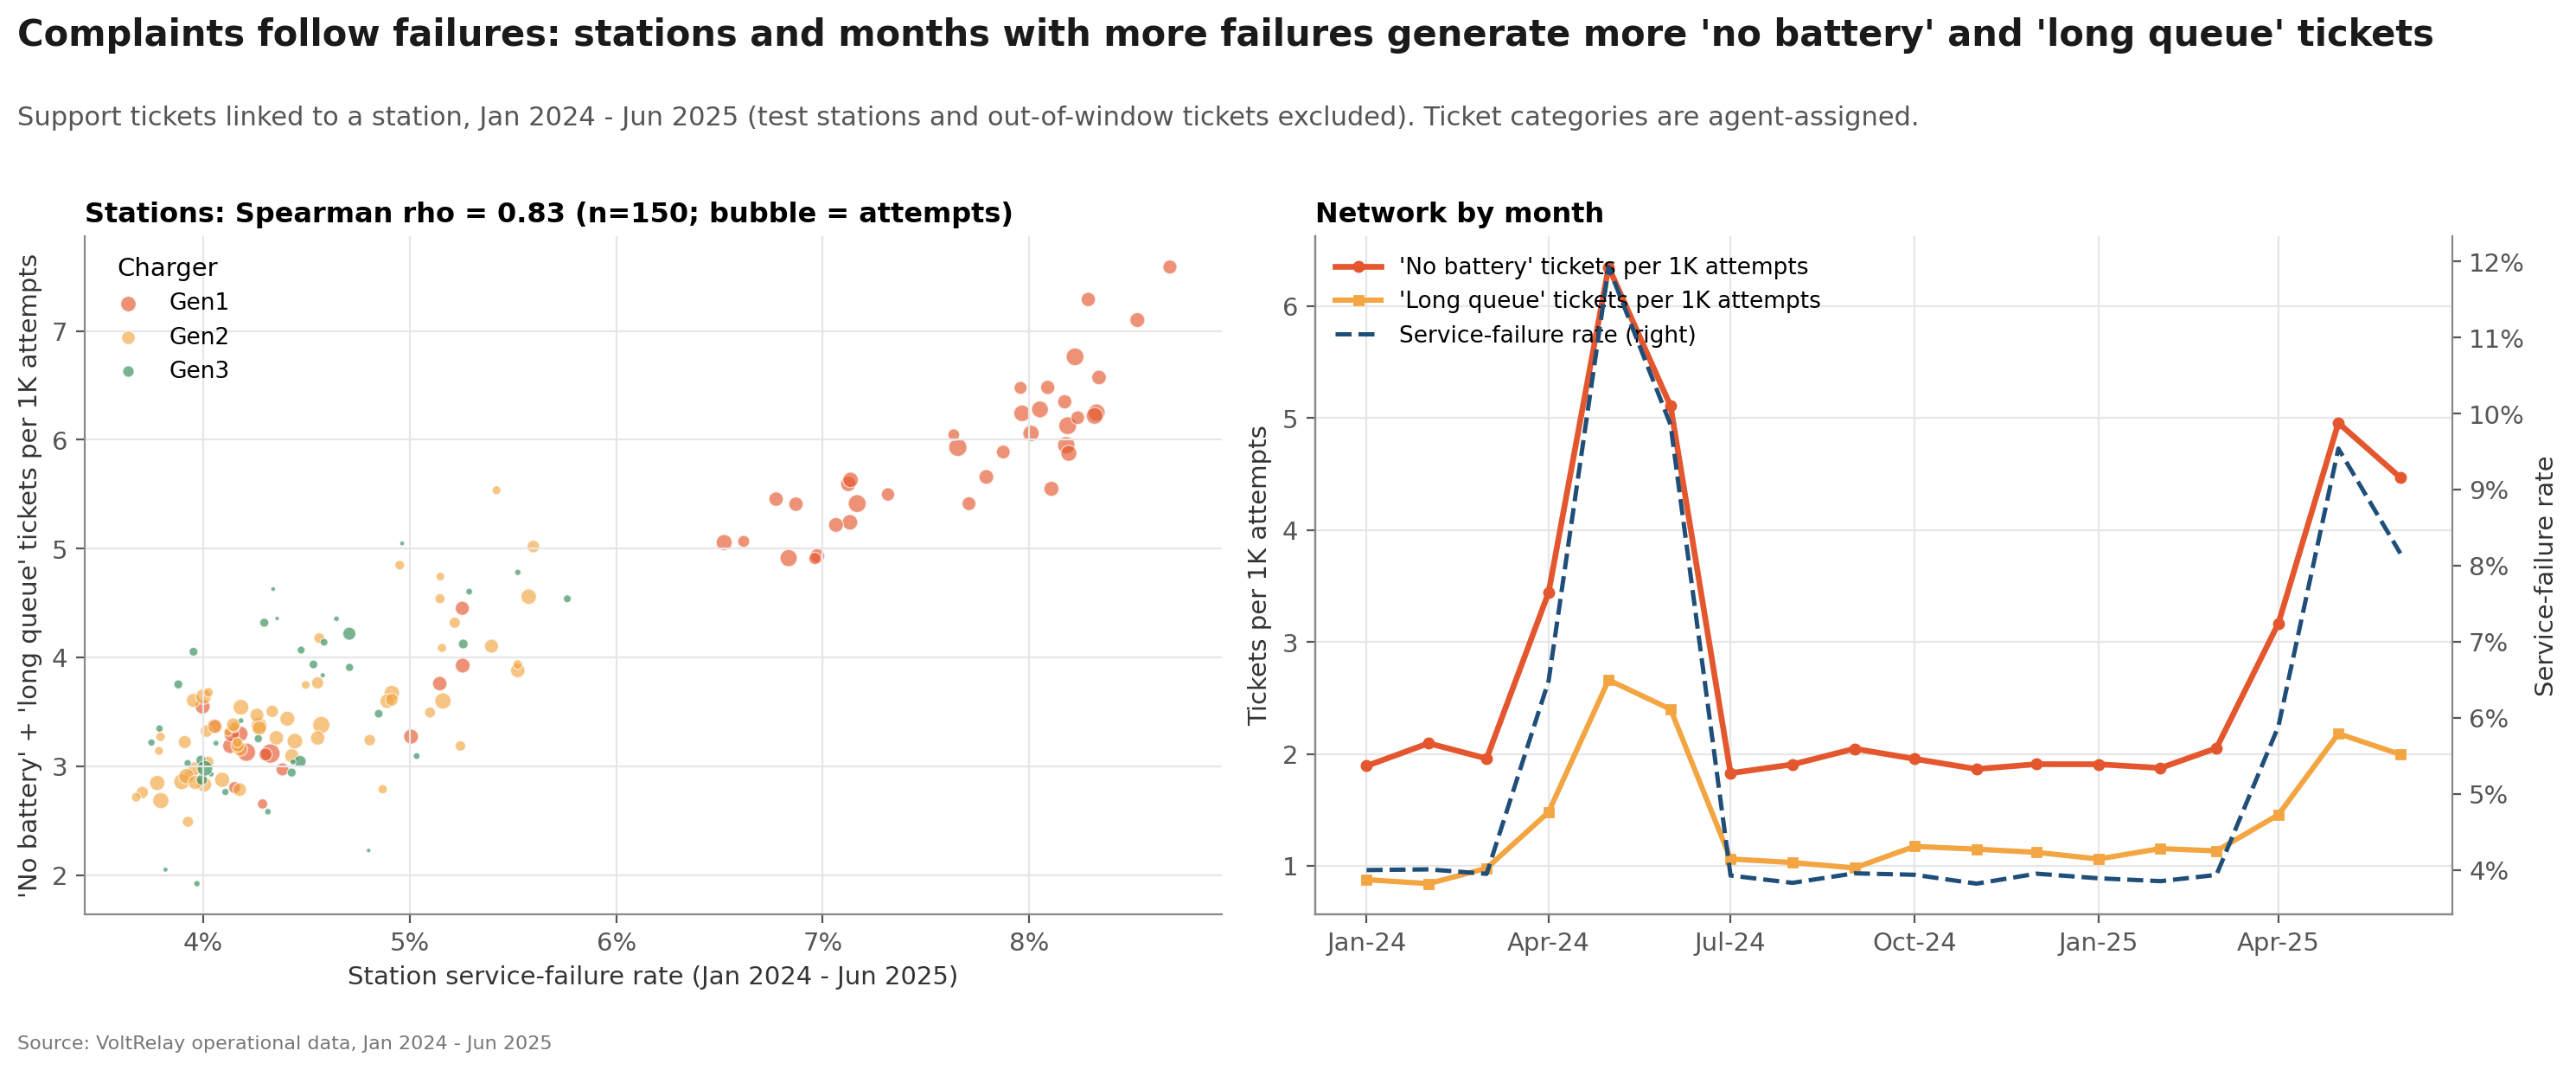 Complaints follow failures: stations and months with more failures generate more 'no battery' and 'long queue' tickets
Support tickets linked to a station, Jan 2024 - Jun 2025 (test stations and out-of-window tickets excluded). Ticket categories are agent-assigned.
Stations: Spearman rho = 0.83 (n=150; bubble = attempts)
'No battery' + 'long queue' tickets per 1K attempts
Charger
Gen1
Gen2
Gen3
7
6
5
4
3
2
4%
5%
6%
7%
8%
Station service-failure rate (Jan 2024 - Jun 2025)
Network by month
Tickets per 1K attempts
'No battery' tickets per 1K attempts
'Long queue' tickets per 1K attempts
Service-failure rate (right)
6
5
4
3
2
1
12%
11%
10%
9%
8%
7%
6%
5%
4%
Service-failure rate
Jan-24
Apr-24
Jul-24
Oct-24
Jan-25
Apr-25
Source: VoltRelay operational data, Jan 2024 - Jun 2025